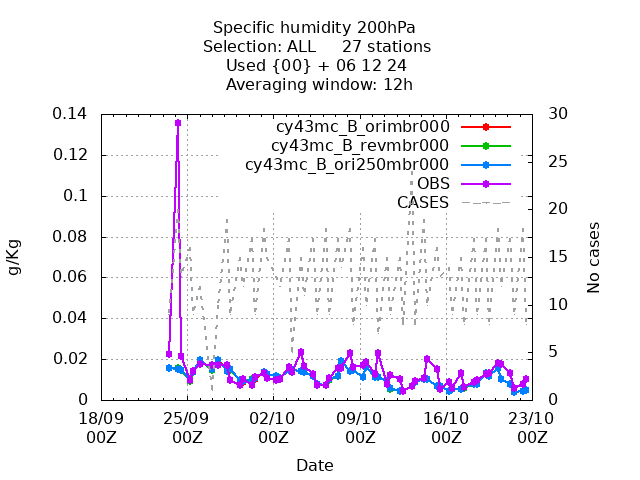 Specific humidity 200hPa
Selection: ALL 27 stations
Used {00} + 06 12 24
Averaging window: 12h
0.14
0.12
0.1
0.08
0.06
0.04
0.02
0
30
25
20
15
10
5
0
cy43mc_B_orimbr000
cy43mc_B_revmbr000
cy43mc_B_ori250mbr000
OBS
CASES
g/Kg
No cases
18/09 25/09 02/10 09/10 16/10 23/10
00Z 00Z 00Z 00Z 00Z 00Z
Date